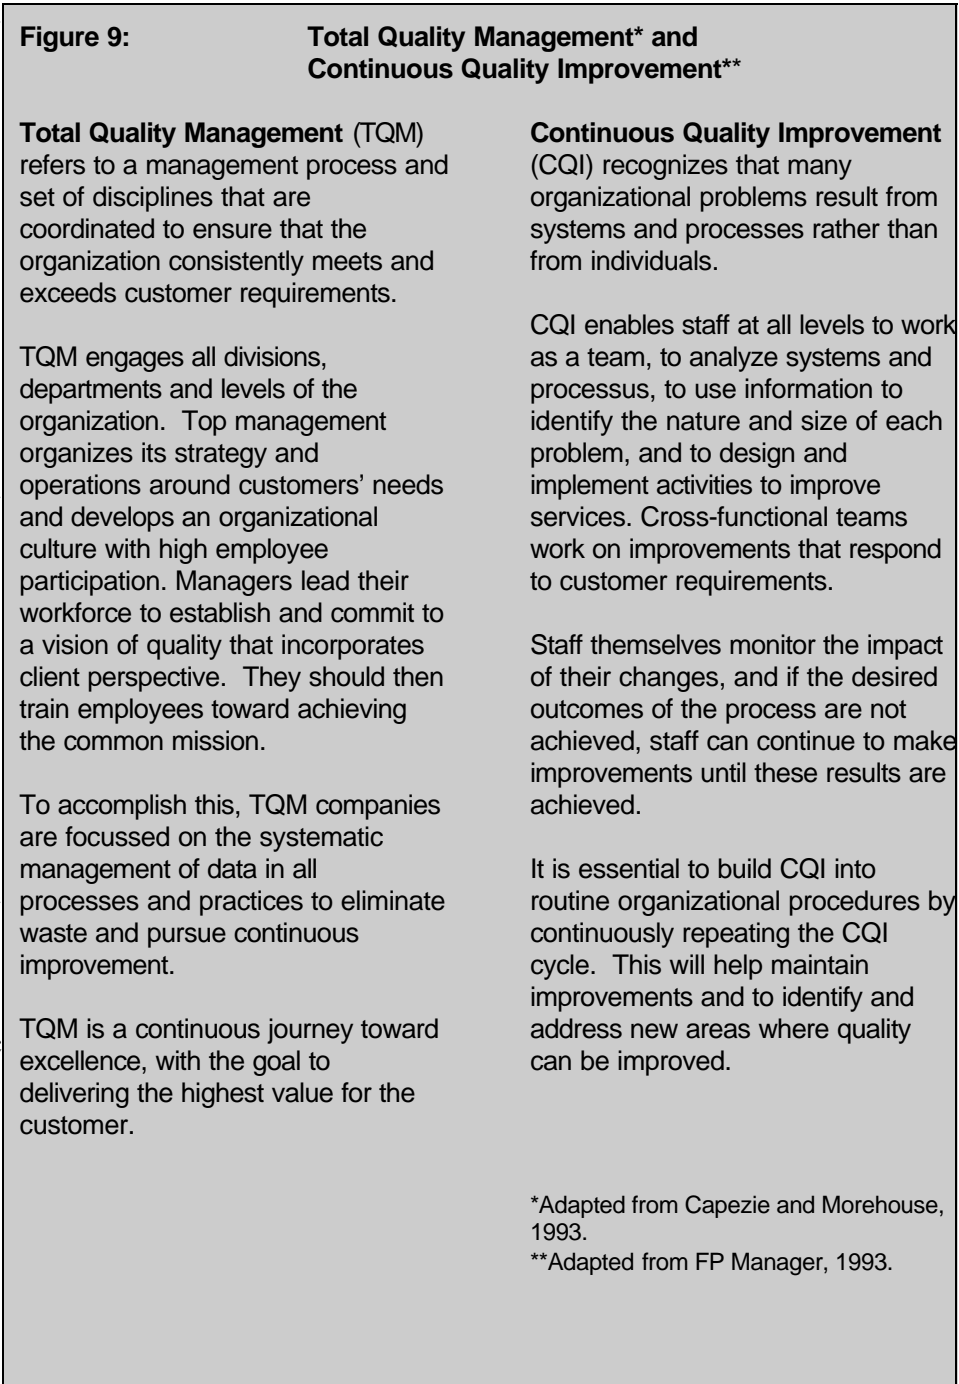 Figure 9: Total Quality Management* and
Continuous Quality Improvement**
Total Quality Management (TQM)
refers to a management process and
set of disciplines that are
coordinated to ensure that the
organization consistently meets and
exceeds customer requirements.
TQM engages all divisions,
departments and levels of the
organization.  Top management
organizes its strategy and
operations around customers’ needs
and develops an organizational
culture with high employee
participation. Managers lead their
workforce to establish and commit to
a vision of quality that incorporates
client perspective.  They should then
train employees toward achieving
the common mission.
To accomplish this, TQM companies
are focussed on the systematic
management of data in all
processes and practices to eliminate
waste and pursue continuous
improvement.
TQM is a continuous journey toward
excellence, with the goal to
delivering the highest value for the
customer.
Continuous Quality Improvement
(CQI) recognizes that many
organizational problems result from
systems and processes rather than
from individuals.
CQI enables staff at all levels to work
as a team, to analyze systems and
processus, to use information to
identify the nature and size of each
problem, and to design and
implement activities to improve
services. Cross-functional teams
work on improvements that respond
to customer requirements.
Staff themselves monitor the impact
of their changes, and if the desired
outcomes of the process are not
achieved, staff can continue to make
improvements until these results are
achieved.
It is essential to build CQI into
routine organizational procedures by
continuously repeating the CQI
cycle.  This will help maintain
improvements and to identify and
address new areas where quality
can be improved.
*Adapted from Capezie and Morehouse,
1993.
**Adapted from FP Manager, 1993.